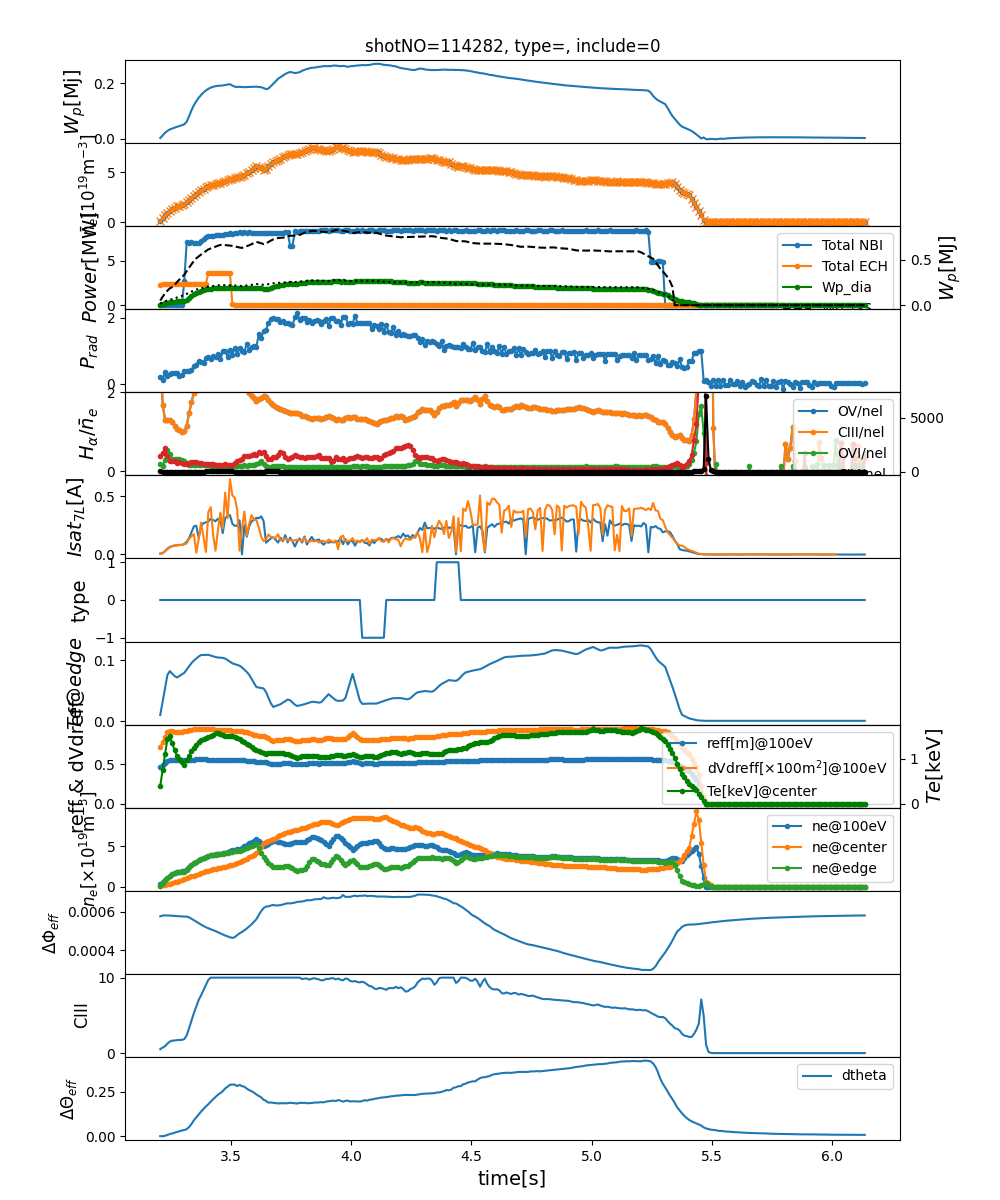 shotNO=114282, type=, include=0
W_p[MJ]
0.2
0.0
[10^19 m^-3]
5
0
Power[MW]
5
0
W_p[MJ]
0.5
0.0
Total NBI
Total ECH
Wp_dia
P_rad
2
0
H_α/n̄_e
2
0
5000
0
OV/nel
CIII/nel
OVI/nel
Isat_7L[A]
0.5
0.0
type
1
0
−1
Te@edge
0.1
0.0
reff & dVdreff
0.5
0.0
Te[keV]
1
0
reff[m]@100eV
dVdreff[×100m^2]@100eV
Te[keV]@center
n_e[×10^19 m^-3]
5
0
ne@100eV
ne@center
ne@edge
ΔΦ_eff
0.0006
0.0004
CIII
10
0
ΔΘ_eff
0.25
0.00
dtheta
3.5 4.0 4.5 5.0 5.5 6.0
time[s]